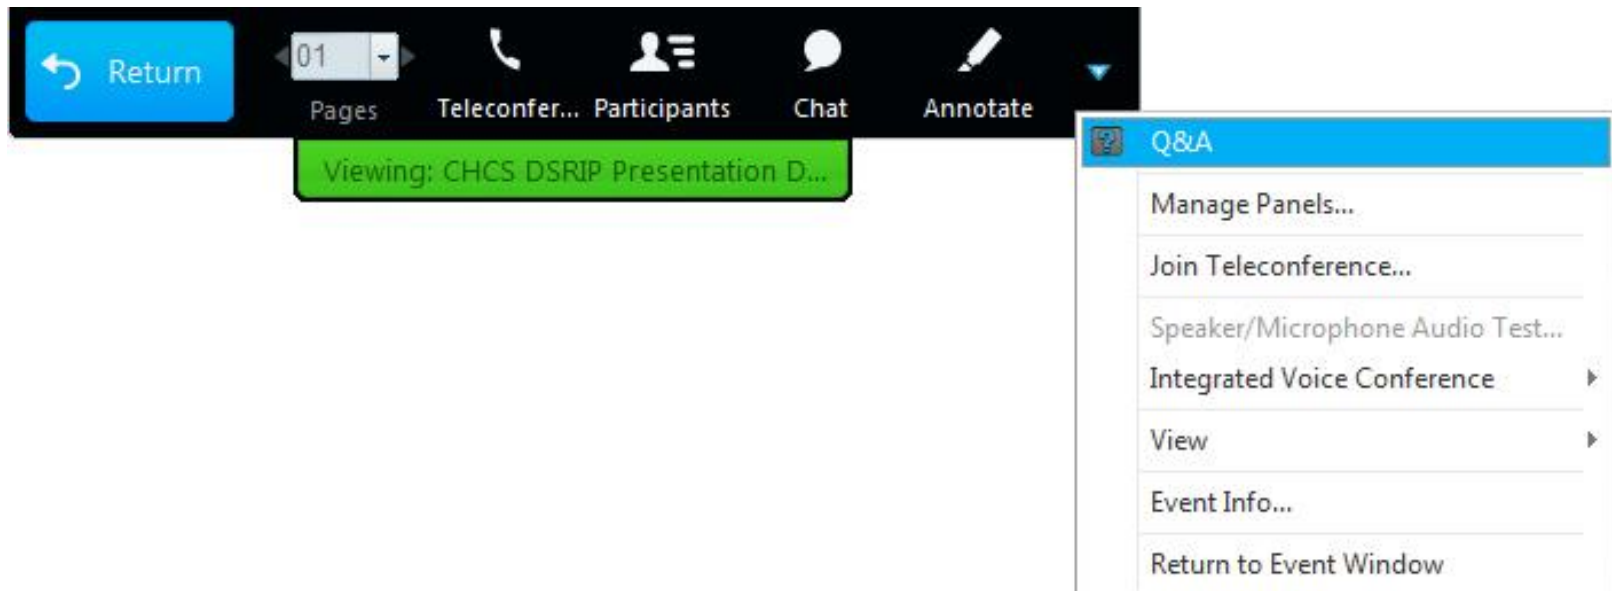 Return
01
Pages
Teleconfer...
Participants
Chat
Annotate
Viewing: CHCS DSRIP Presentation D...
Q&A
Manage Panels...
Join Teleconference...
Speaker/Microphone Audio Test...
Integrated Voice Conference
View
Event Info...
Return to Event Window